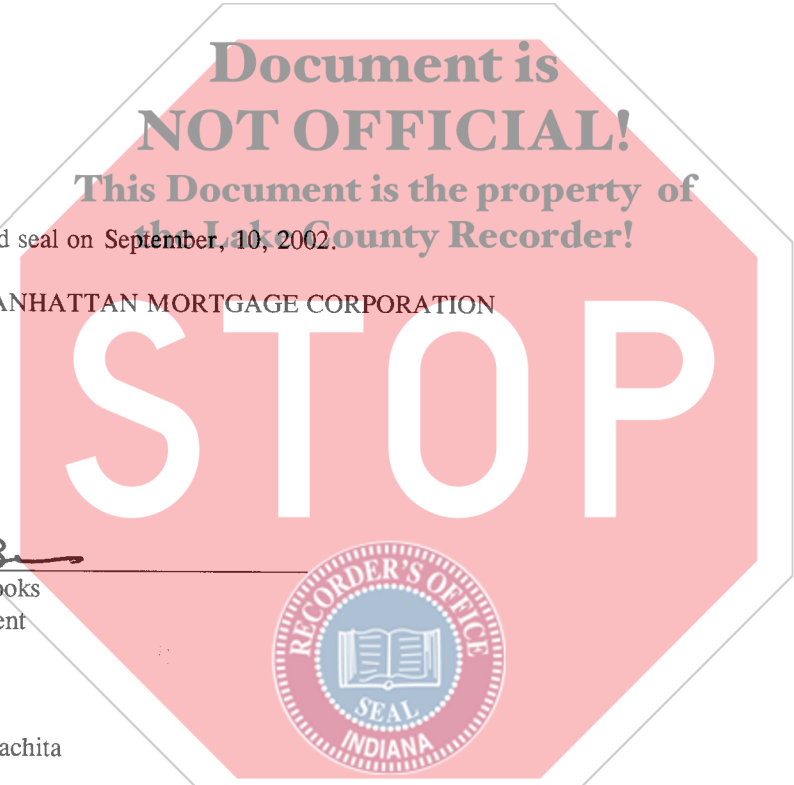 Document is
NOT OFFICIAL!
This Document is the property of
the Lake County Recorder!
d seal on September, 10, 2002.
ANHATTAN MORTGAGE CORPORATION
STOP
ooks
ent
RECORDER'S OFFICE
SEAL
INDIANA
achita